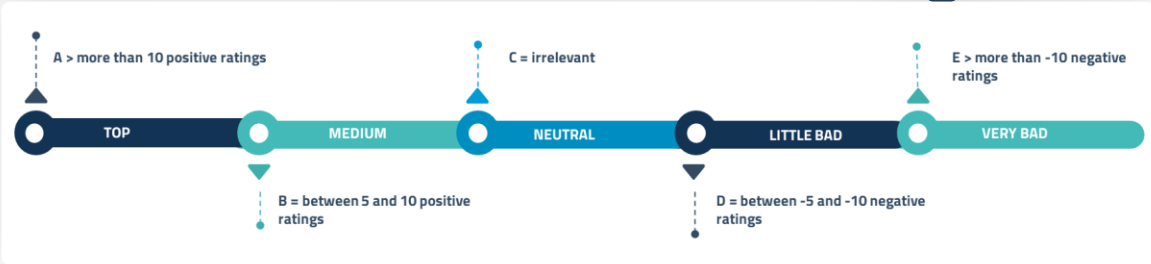 A > more than 10 positive ratings
C = irrelevant
E > more than -10 negative
ratings
TOP
MEDIUM
NEUTRAL
LITTLE BAD
VERY BAD
B = between 5 and 10 positive
ratings
D = between -5 and -10 negative
ratings